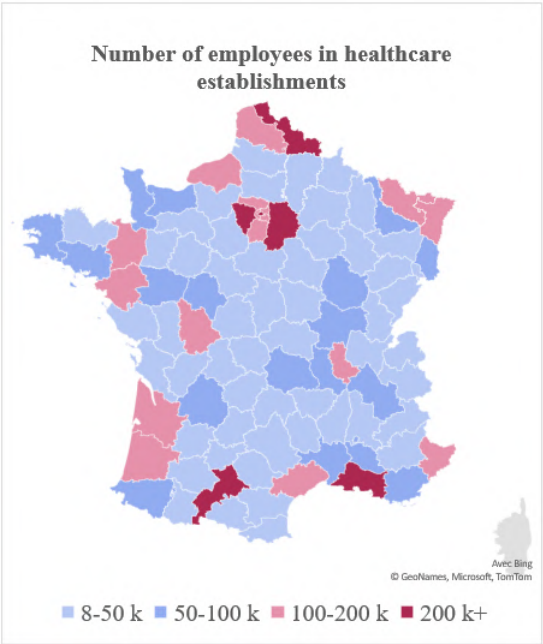 Number of employees in healthcare
establishments
Avec Bing
© GeoNames, Microsoft, TomTom
8-50 k 50-100 k 100-200 k 200 k+